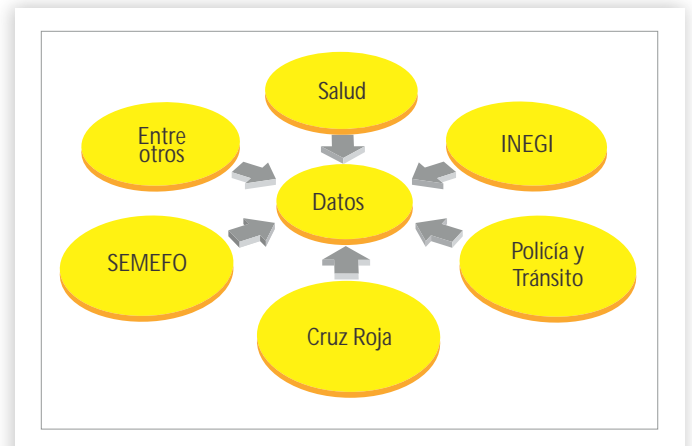 Salud
Entre
otros
INEGI
Datos
SEMEFO
Policía y
Tránsito
Cruz Roja